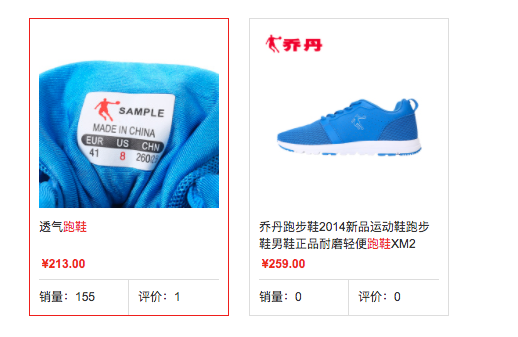 SAMPLE
MADE IN CHINA
EUR US CHN
41 8
透气跑鞋
¥213.00
销量：155
评价：1
乔丹
乔丹跑步鞋2014新品运动鞋跑步
鞋男鞋正品耐磨轻便跑鞋XM2
¥259.00
销量：0
评价：0